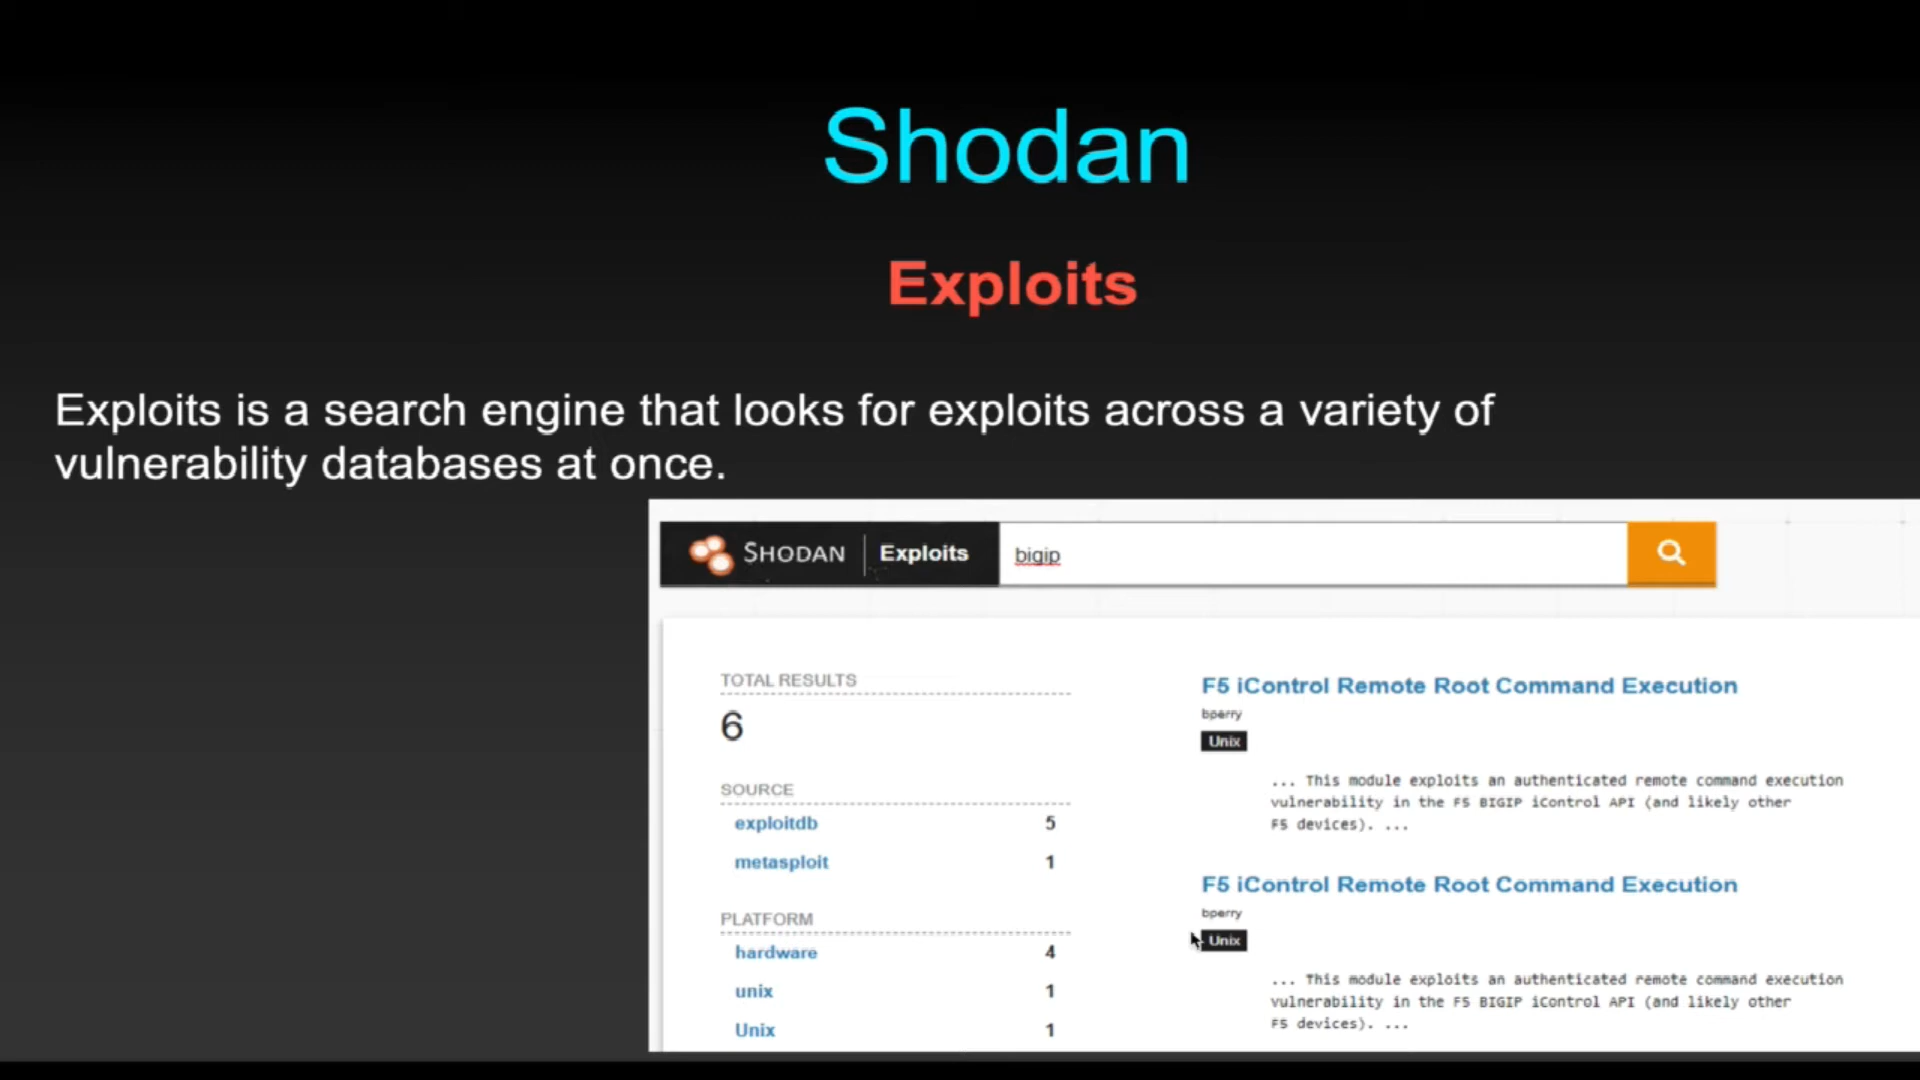 Shodan
Exploits
Exploits is a search engine that looks for exploits across a variety of
vulnerability databases at once.
SHODAN Exploits bigip
TOTAL RESULTS
6
SOURCE
exploitdb 5
metasploit 1
PLATFORM
hardware 4
unix 1
Unix 1
F5 iControl Remote Root Command Execution
bperry
Unix
... This module exploits an authenticated remote command execution
vulnerability in the F5 BIGIP iControl API (and likely other
F5 devices). ...
F5 iControl Remote Root Command Execution
bperry
Unix
... This module exploits an authenticated remote command execution
vulnerability in the F5 BIGIP iControl API (and likely other
F5 devices). ...